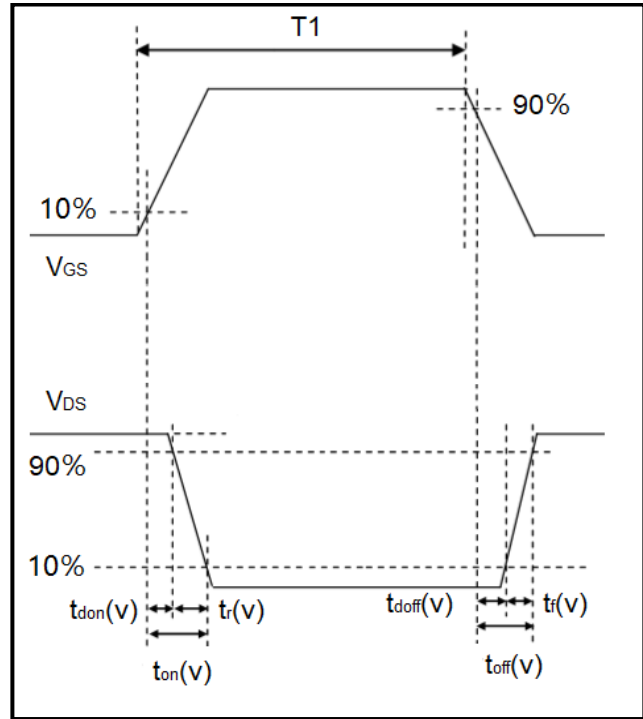 T1
90%
10%
VGS
VDS
90%
10%
tdon(v) tr(v) tdoff(v) tf(v)
ton(v) toff(v)